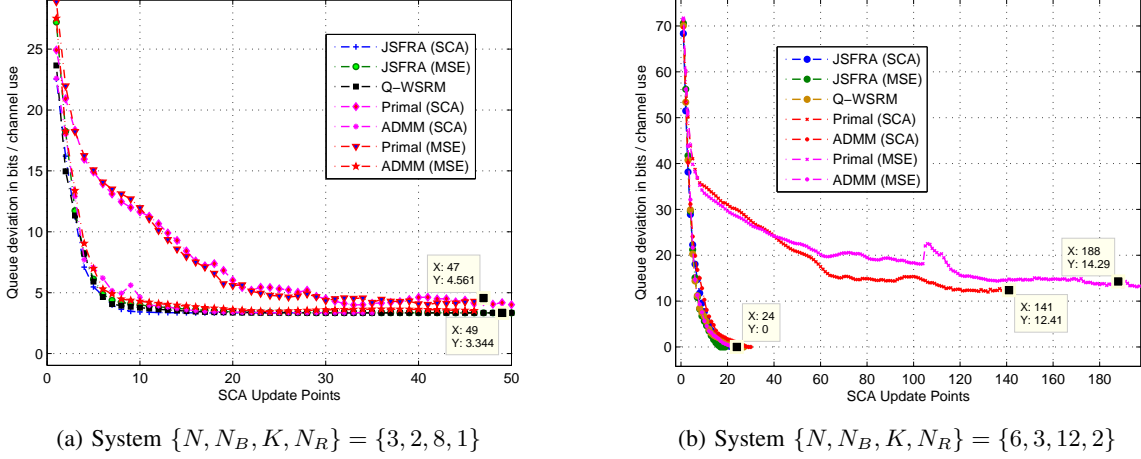 Queue deviation in bits / channel use
25
20
15
10
5
0
0
10
20
30
40
50
SCA Update Points
JSFRA (SCA)
JSFRA (MSE)
Q−WSRM
Primal (SCA)
ADMM (SCA)
Primal (MSE)
ADMM (MSE)
X: 47
Y: 4.561
X: 49
Y: 3.344
(a) System {N, N_B, K, N_R} = {3, 2, 8, 1}
Queue deviation in bits / channel use
70
60
50
40
30
20
10
0
0
20
40
60
80
100
120
140
160
180
SCA Update Points
JSFRA (SCA)
JSFRA (MSE)
Q−WSRM
Primal (SCA)
ADMM (SCA)
Primal (MSE)
ADMM (MSE)
X: 188
Y: 14.29
X: 141
Y: 12.41
X: 24
Y: 0
(b) System {N, N_B, K, N_R} = {6, 3, 12, 2}